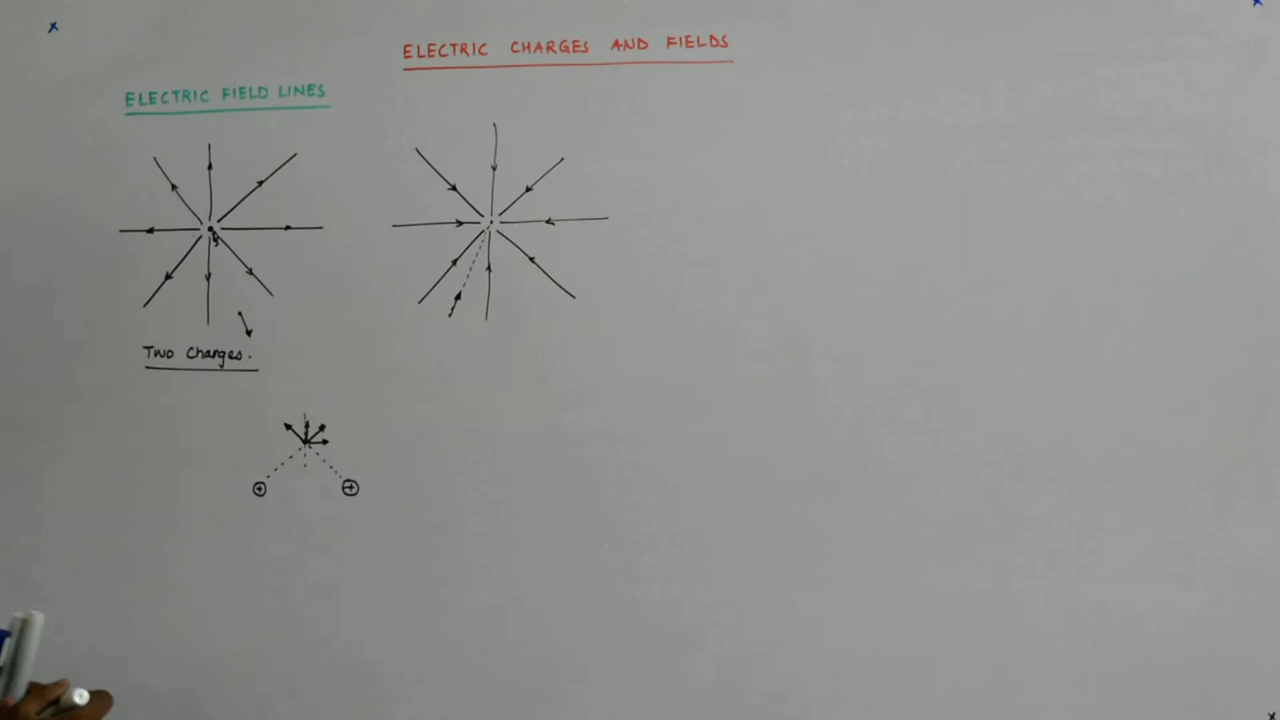 ELECTRIC CHARGES AND FIELDS
ELECTRIC FIELD LINES
Two Charges.
+ +